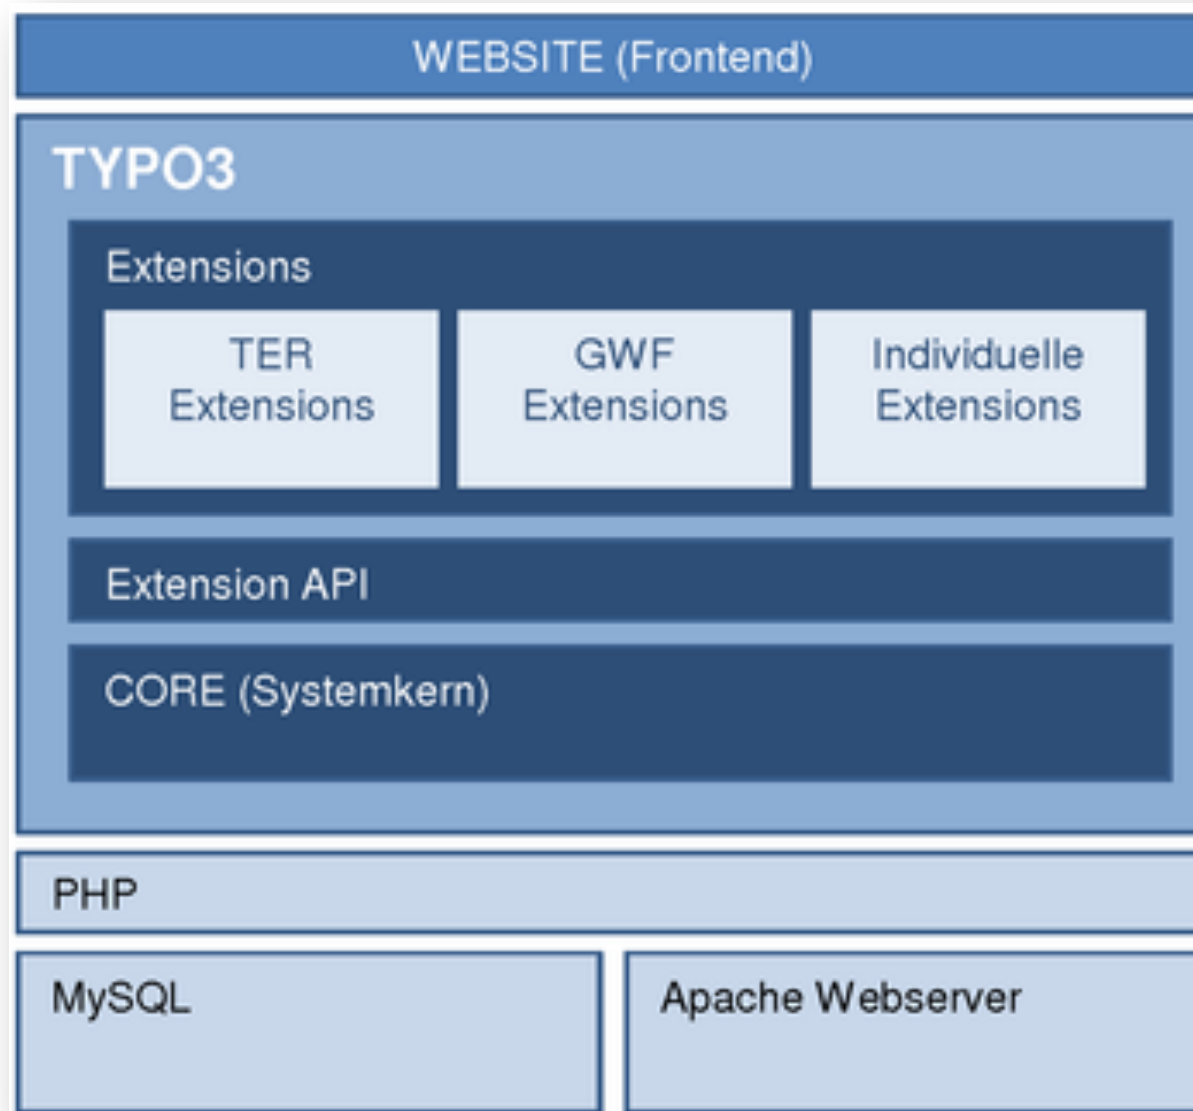 WEBSITE (Frontend)
TYPO3
Extensions
TER
Extensions
GWF
Extensions
Individuelle
Extensions
Extension API
CORE (Systemkern)
PHP
MySQL
Apache Webserver